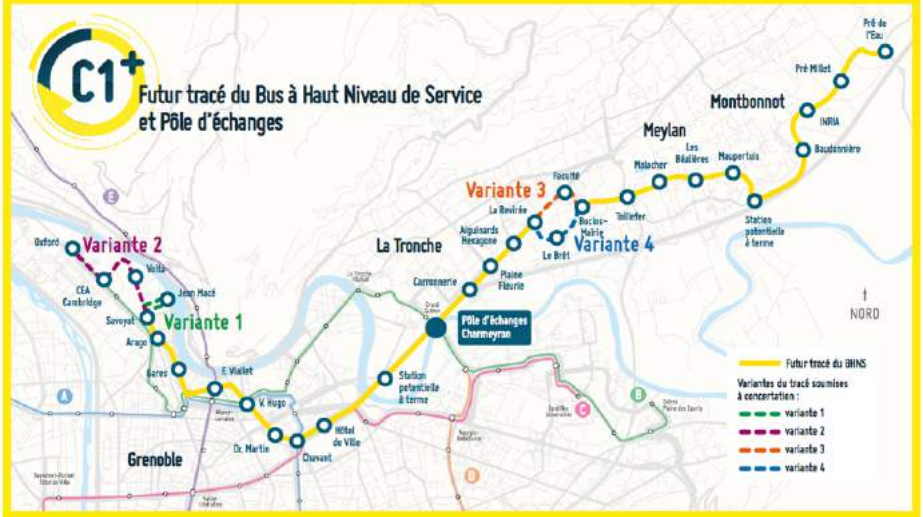 C1+
Futur tracé du Bus à Haut Niveau de Service
et Pôle d'échanges
Pré de
l'Eau
Pré Millet
Montbonnot
INRIA
Meylan
Baudonnière
Les
Béalières
Maupertuis
Malacher
Faculté
Variante 3
La Revirée
Taillefer
Buclos-
Mairie
Station
potentielle
à terme
E
Oxford
Variante 2
Aiguinards
Hexagone
Le Brêt
Variante 4
La Tronche
Volta
CEA
Cambridge
Jean Macé
Plaine
Fleurie
Carronnerie
Savoyat
Variante 1
Pôle d'échanges
Charmeyran
NORD
Arago
Gares
F. Viallet
Station
potentielle
à terme
Futur tracé du BHNS
Variantes du tracé soumises
à concertation :
variante 1
variante 2
variante 3
variante 4
A
B
C
V. Hugo
Hôtel
de Ville
Dr. Martin
Chavant
Grenoble
D